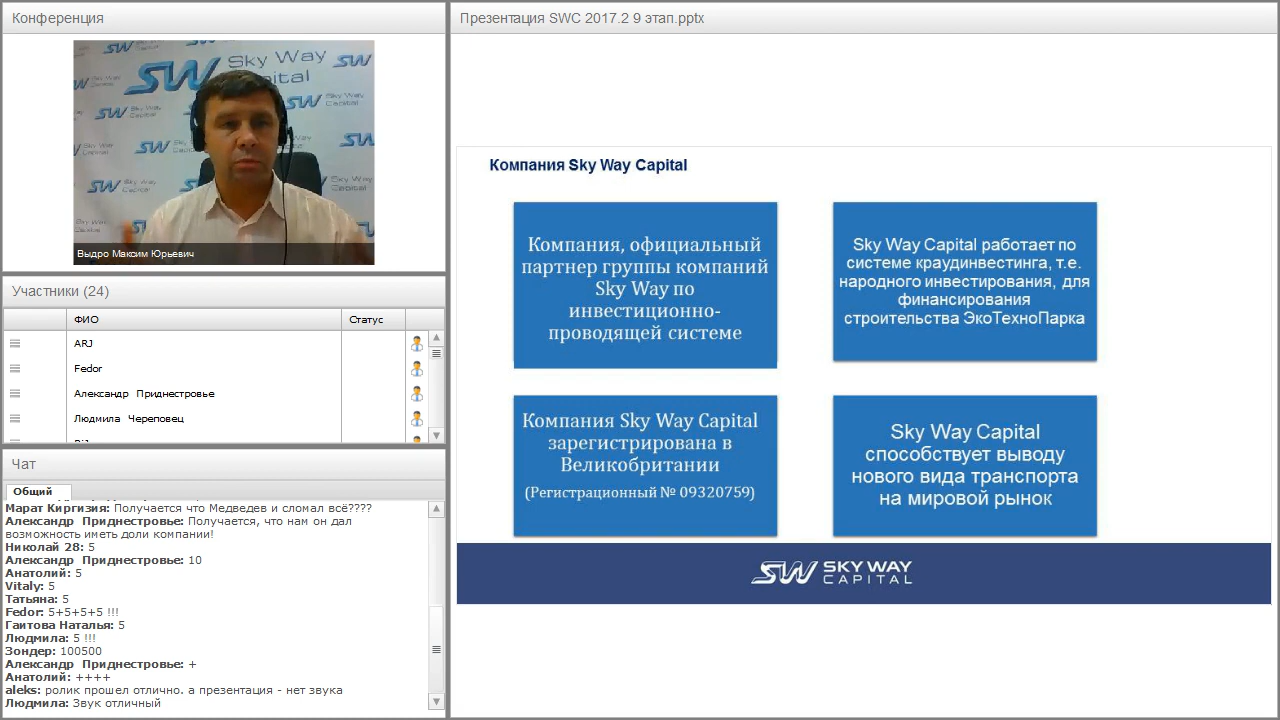 Конференция
SW Sky Way Capital
Выдро Максим Юрьевич
Участники (24)
ФИО Статус
ARJ
Fedor
Александр Приднестровье
Людмила Череповец
Чат
Общий
Марат Киргизия: Получается что Медведев и сломал всё????
Александр Приднестровье: Получается, что нам он дал
возможность иметь доли компании!
Николай 28: 5
Александр Приднестровье: 10
Анатолий: 5
Vitaly: 5
Татьяна: 5
Fedor: 5+5+5+5 !!!
Гаитова Наталья: 5
Людмила: 5 !!!
Зондер: 100500
Александр Приднестровье: +
Анатолий: ++++
aleks: ролик прошел отлично. а презентация - нет звука
Людмила: Звук отличный
Презентация SWC 2017.2 9 этап.pptx
Компания Sky Way Capital
Компания, официальный
партнер группы компаний
Sky Way по
инвестиционно-
проводящей системе
Sky Way Capital работает по
системе краудинвестинга, т.е.
народного инвестирования, для
финансирования
строительства ЭкоТехноПарка
Компания Sky Way Capital
зарегистрирована в
Великобритании
(Регистрационный № 09320759)
Sky Way Capital
способствует выводу
нового вида транспорта
на мировой рынок
SW SKY WAY
CAPITAL